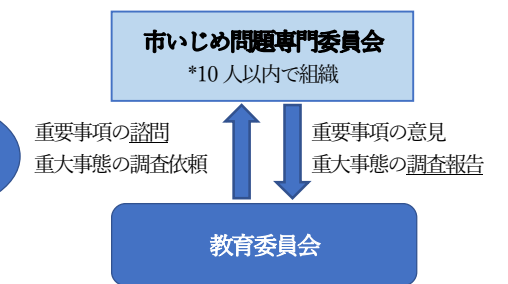 市いじめ問題専門委員会
*10 人以内で組織
重要事項の諮問
重大事態の調査依頼
重要事項の意見
重大事態の調査報告
教育委員会